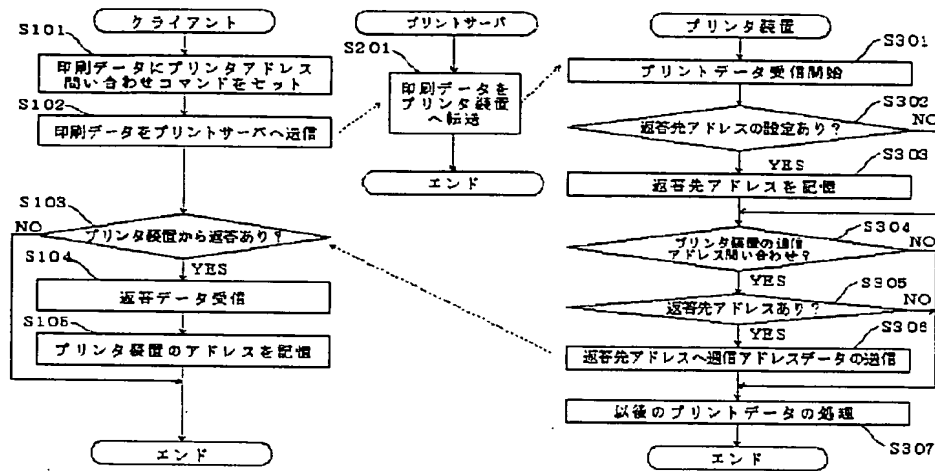 クライアント
S101
印刷データにプリンタアドレス
問い合わせコマンドをセット
S102
印刷データをプリントサーバへ送信
S103
NO
プリンタ装置から返答あり？
YES
S104
返答データ受信
S105
プリンタ装置のアドレスを記憶
エンド
プリントサーバ
S201
印刷データを
プリンタ装置
へ転送
エンド
プリンタ装置
S301
プリントデータ受信開始
S302
返答先アドレスの設定あり？
NO
YES
S303
返答先アドレスを記憶
S304
プリンタ装置の通信
アドレス問い合わせ？
NO
YES
S305
返答先アドレスあり？
NO
YES
S306
返答先アドレスへ通信アドレスデータの送信
以後のプリントデータの処理
S307
エンド